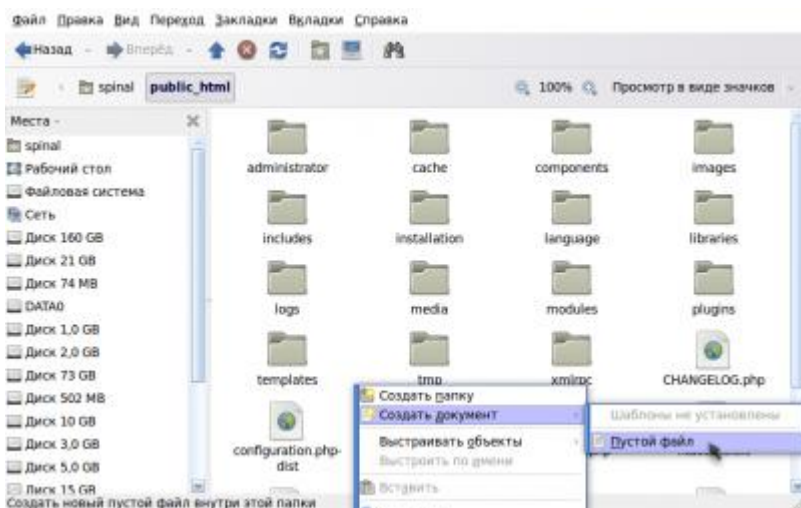 Файл Правка Вид Переход Закладки Вкладки Справка
Назад Вперёд
spinal public_html 100% Просмотр в виде значков
Места
spinal
Рабочий стол
Файловая система
Сеть
Диск 160 GB
Диск 21 GB
Диск 74 MB
DATA0
Диск 1,0 GB
Диск 2,0 GB
Диск 73 GB
Диск 502 MB
Диск 10 GB
Диск 3,0 GB
Диск 5,0 GB
Диск 15 GB
administrator cache components images
includes installation language libraries
logs media modules plugins
templates tmp xmlrpc CHANGELOG.php
configuration.php-
dist
Создать папку
Создать документ
Выстраивать объекты
Выстроить по имени
Вставить
Шаблоны не установлены
Пустой файл
Создать новый пустой файл внутри этой папки